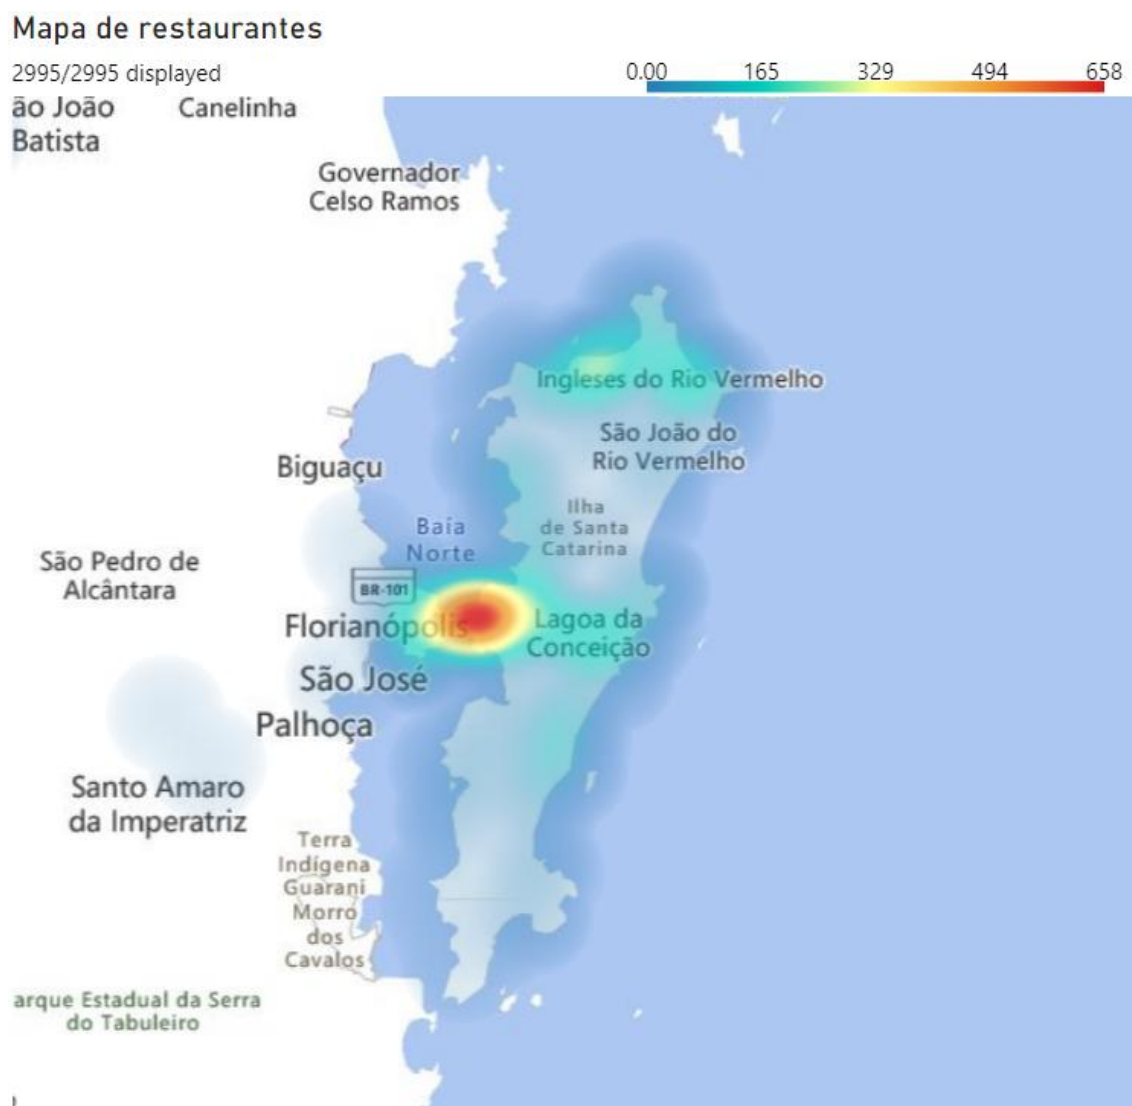 Mapa de restaurantes
2995/2995 displayed
0.00 165 329 494 658
ão João
Batista
Canelinha
Governador
Celso Ramos
Ingleses do Rio Vermelho
São João do
Rio Vermelho
Biguaçu
Ilha
de Santa
Catarina
Baía
Norte
São Pedro de
Alcântara
BR-101
Florianópolis
Lagoa da
Conceição
São José
Palhoça
Santo Amaro
da Imperatriz
Terra
Indígena
Guarani
Morro
dos
Cavalos
arque Estadual da Serra
do Tabuleiro